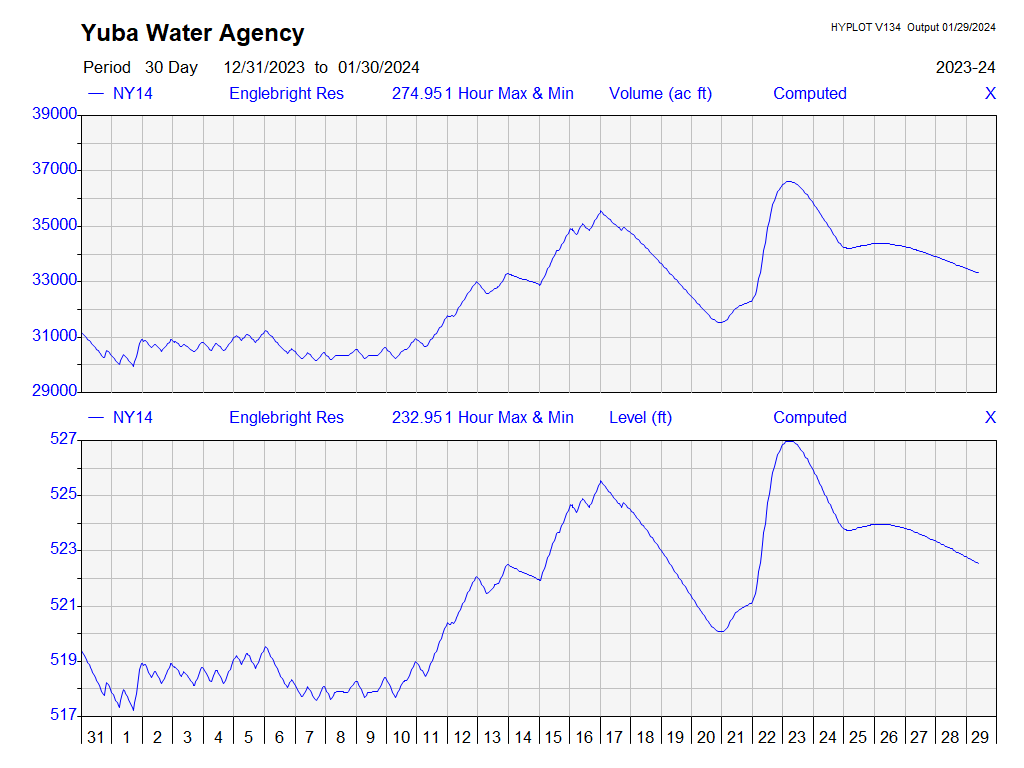 Yuba Water Agency
HYPLOT V134 Output 01/29/2024
Period 30 Day 12/31/2023 to 01/30/2024
2023-24
NY14 Englebright Res 274.951 Hour Max & Min Volume (ac ft) Computed X
39000
37000
35000
33000
31000
29000
NY14 Englebright Res 232.951 Hour Max & Min Level (ft) Computed X
527
525
523
521
519
517
31 1 2 3 4 5 6 7 8 9 10 11 12 13 14 15 16 17 18 19 20 21 22 23 24 25 26 27 28 29